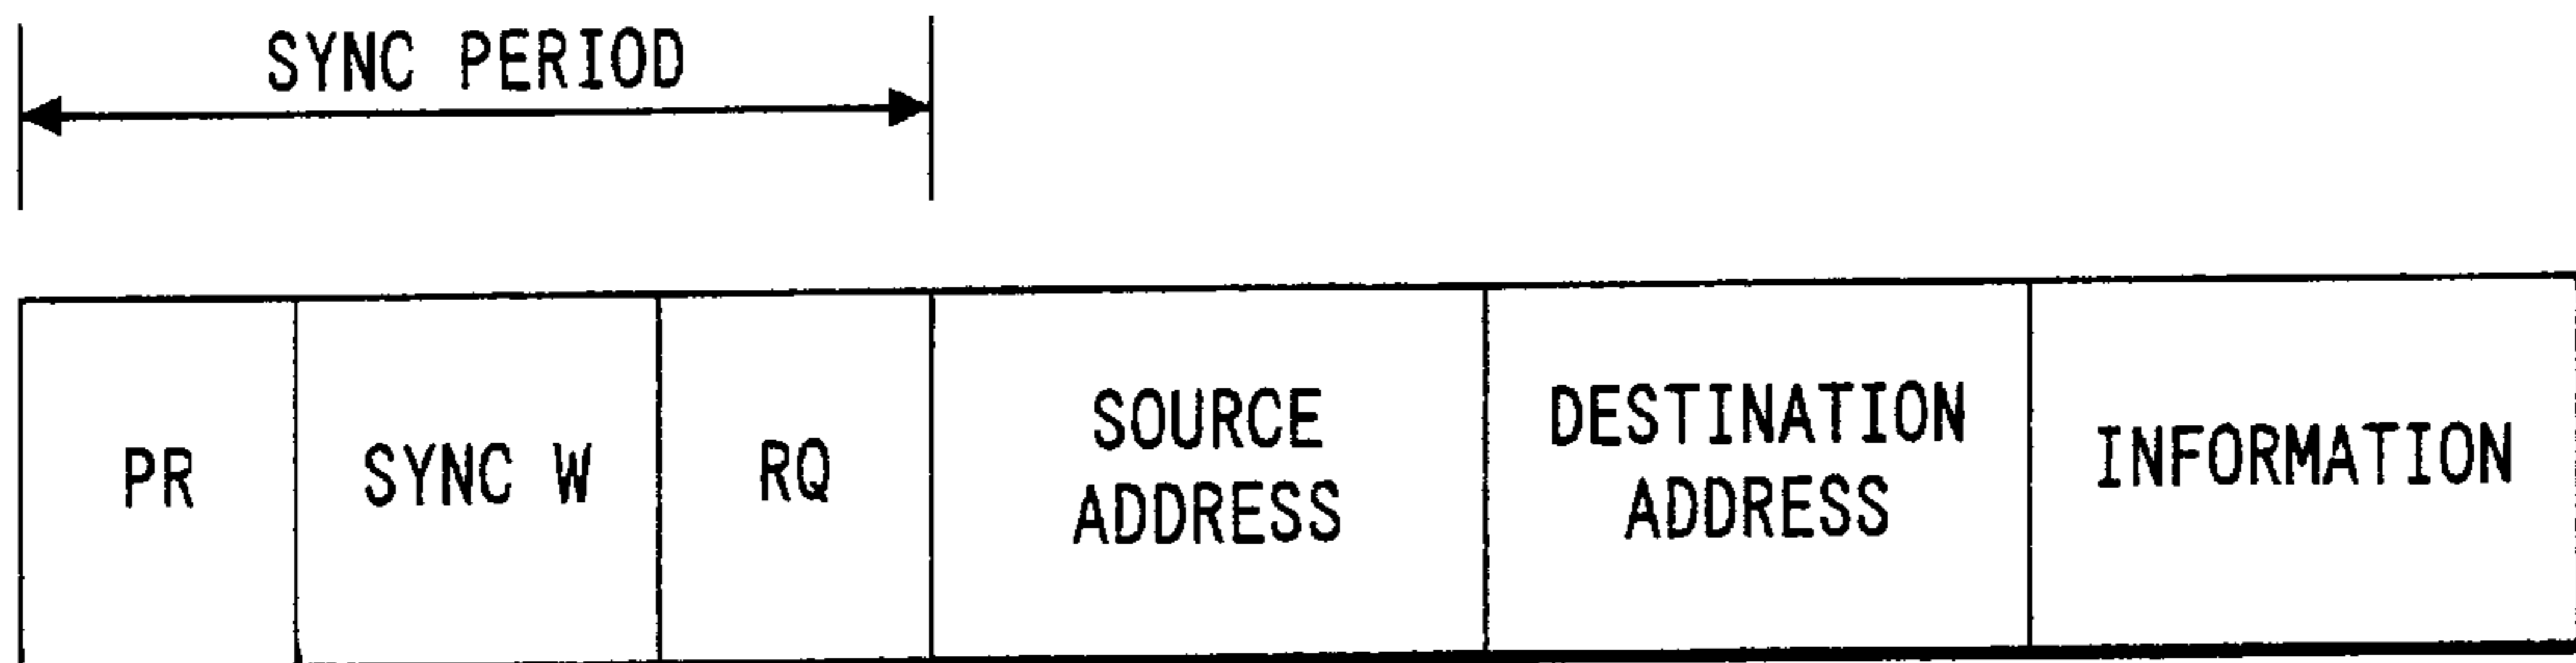 SYNC PERIOD
PR
SYNC W
RQ
SOURCE
ADDRESS
DESTINATION
ADDRESS
INFORMATION